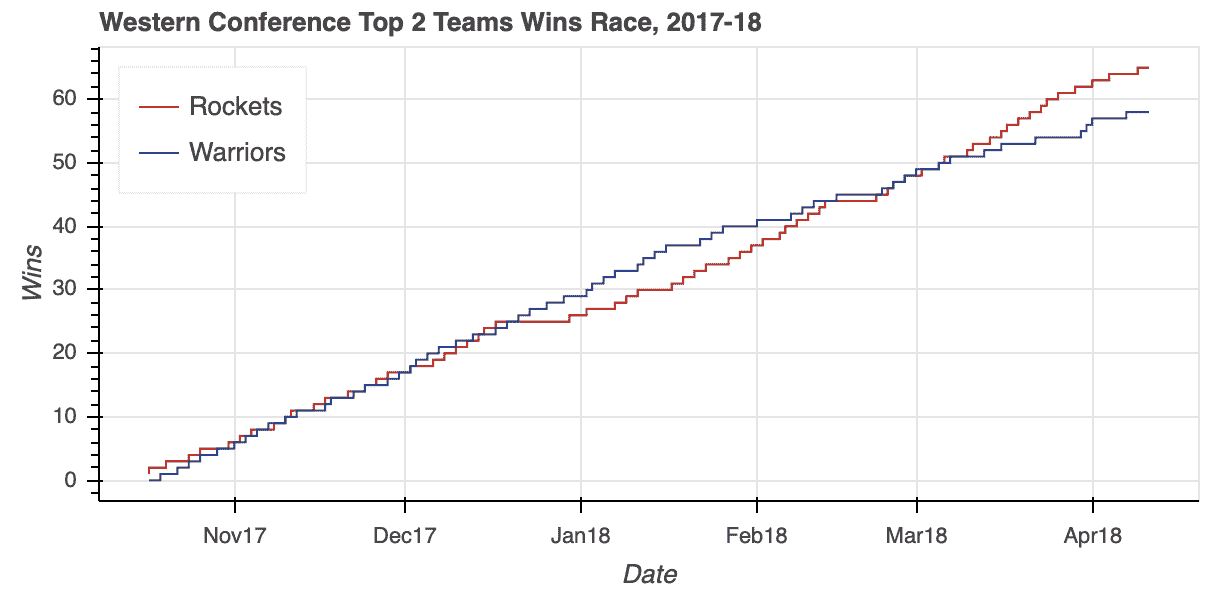 Western Conference Top 2 Teams Wins Race, 2017-18
Rockets
Warriors
60
50
40
30
20
10
0
Wins
Nov17 Dec17 Jan18 Feb18 Mar18 Apr18
Date